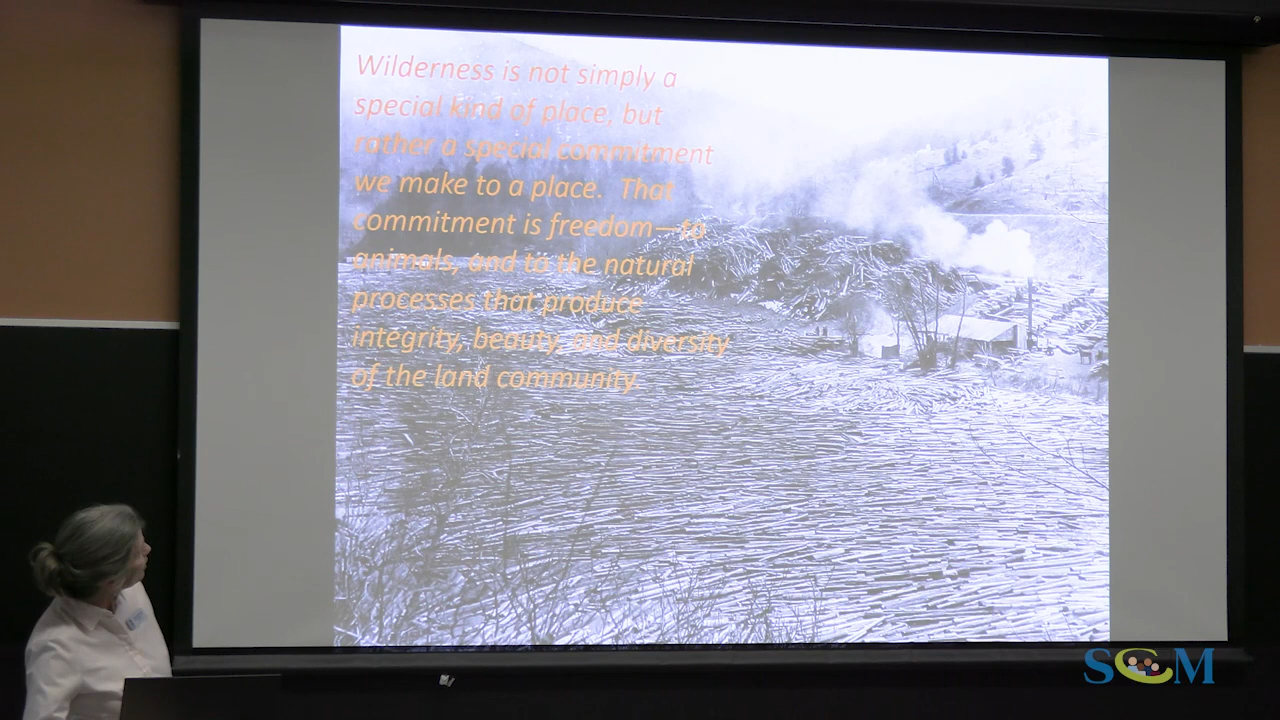 Wilderness is not simply a
special kind of place, but
rather a special commitment
we make to a place. That
commitment is freedom—to
animals, and to the natural
processes that produce
integrity, beauty, and diversity
of the land community.
SCM